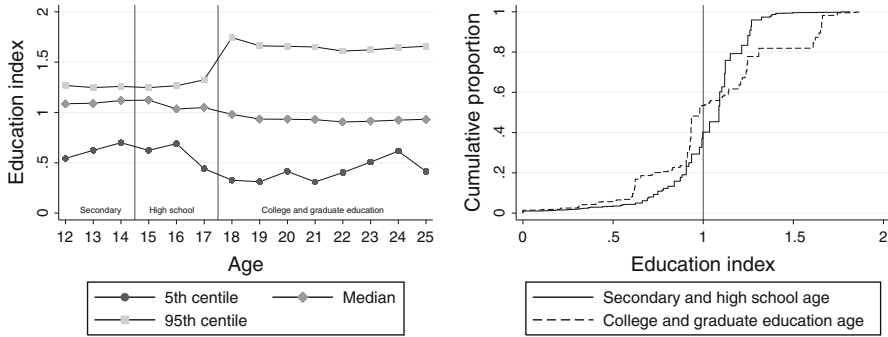 Education index
2
1.5
1
.5
0
Secondary
High school
College and graduate education
12 13 14 15 16 17 18 19 20 21 22 23 24 25
Age
5th centile
Median
95th centile
Cumulative proportion
1
.8
.6
.4
.2
0
0 .5 1 1.5 2
Education index
Secondary and high school age
College and graduate education age